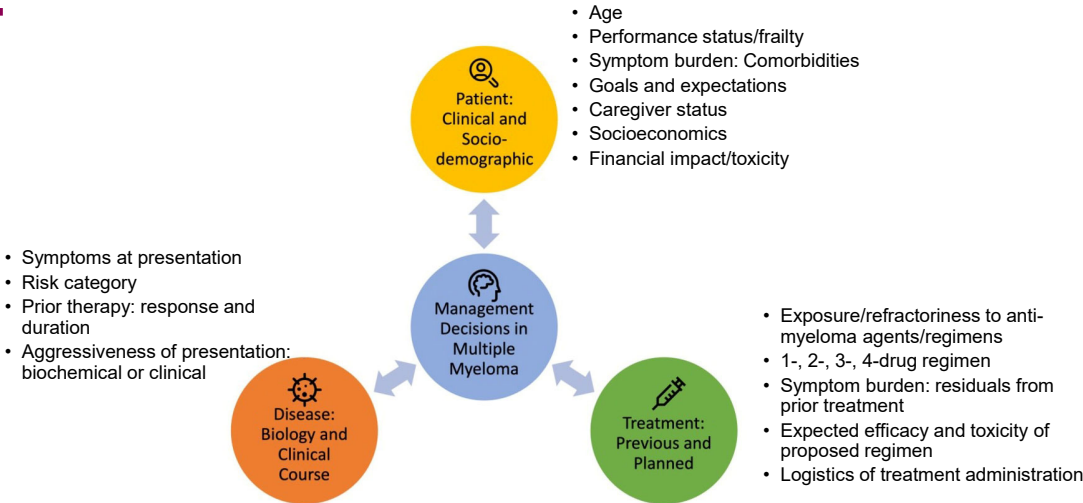 • Age
• Performance status/frailty
• Symptom burden: Comorbidities
• Goals and expectations
• Caregiver status
• Socioeconomics
• Financial impact/toxicity
Patient:
Clinical and
Socio-
demographic
• Symptoms at presentation
• Risk category
• Prior therapy: response and
duration
• Aggressiveness of presentation:
biochemical or clinical
Management
Decisions in
Multiple
Myeloma
• Exposure/refractoriness to anti-
myeloma agents/regimens
• 1-, 2-, 3-, 4-drug regimen
• Symptom burden: residuals from
prior treatment
• Expected efficacy and toxicity of
proposed regimen
• Logistics of treatment administration
Disease:
Biology and
Clinical
Course
Treatment:
Previous and
Planned